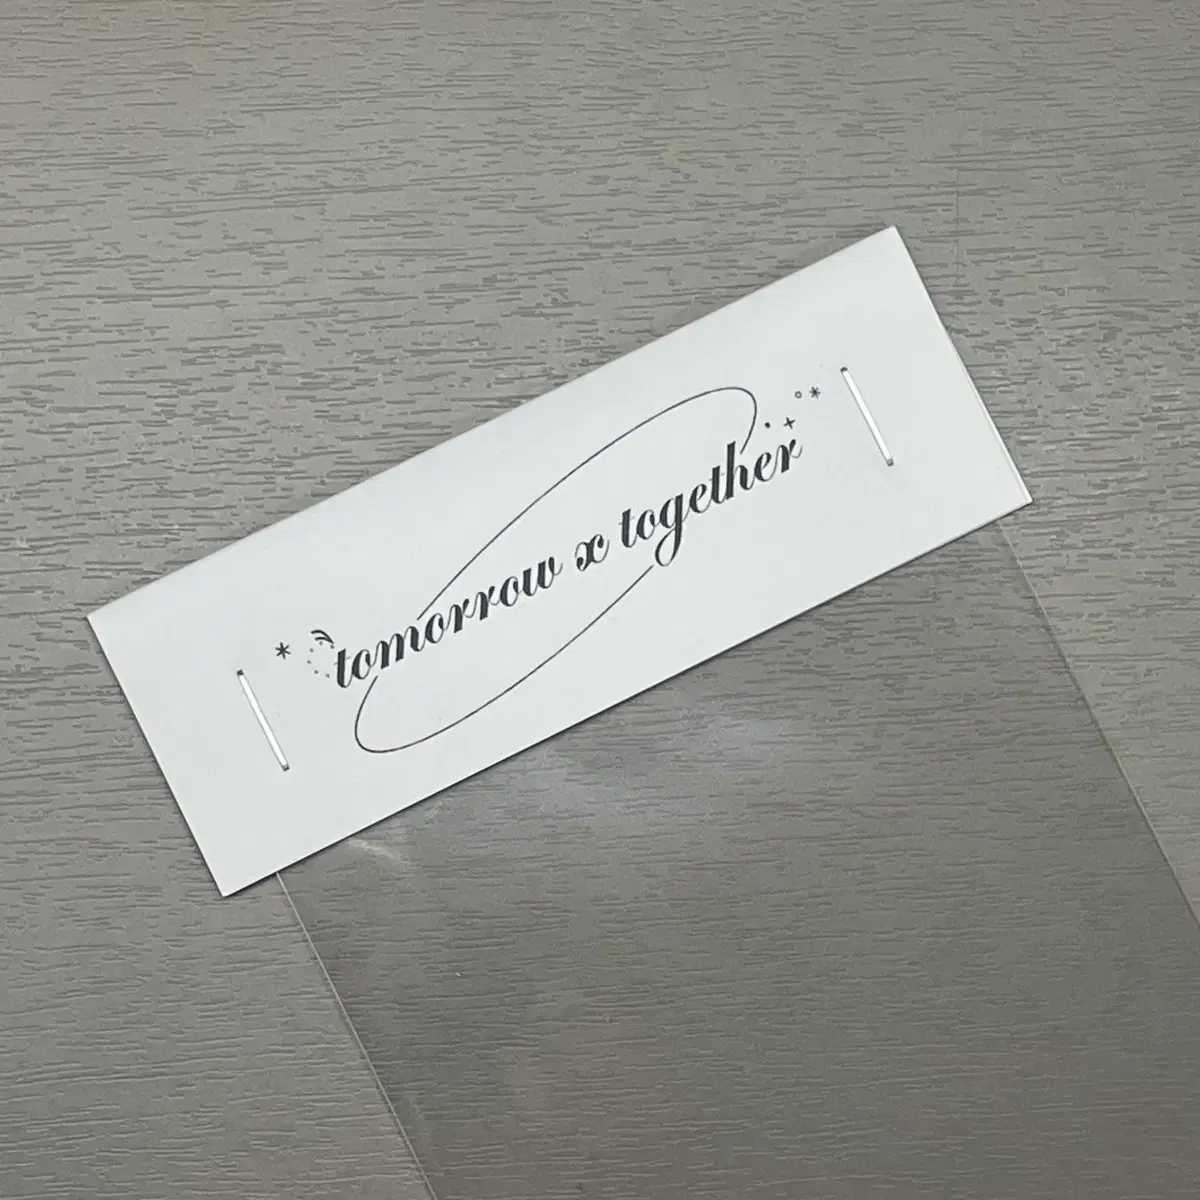 tomorrow x together